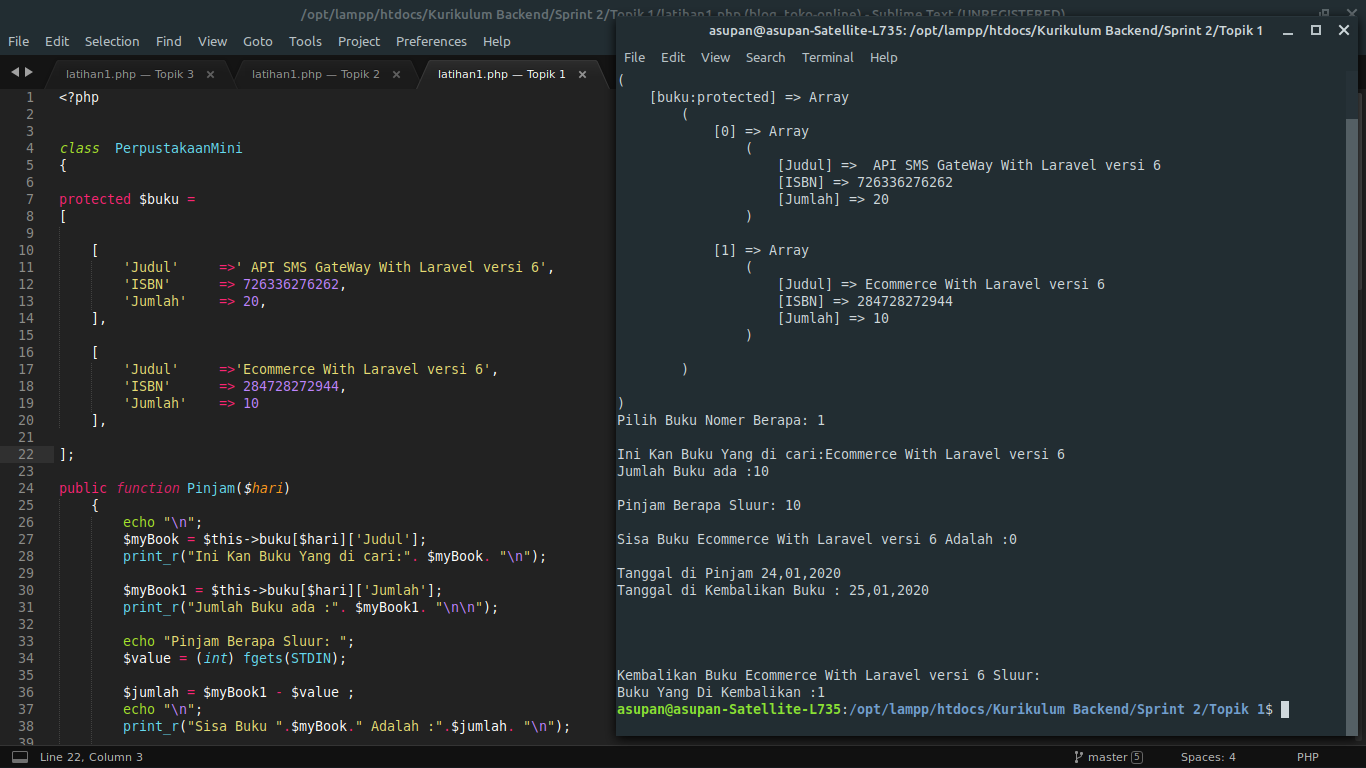 /opt/lampp/htdocs/Kurikulum Backend/Sprint 2/Topik 1/latihan1.php (blog, toko-online) - Sublime Text (UNREGISTERED)
File Edit Selection Find View Goto Tools Project Preferences Help
latihan1.php — Topik 3 × latihan1.php — Topik 2 × latihan1.php — Topik 1 ×
1 <?php
2
3
4 class  PerpustakaanMini
5 {
6
7 protected $buku =
8 [
9
10     [
11         'Judul'     =>' API SMS GateWay With Laravel versi 6',
12         'ISBN'      => 726336276262,
13         'Jumlah'    => 20,
14     ],
15
16     [
17         'Judul'     =>'Ecommerce With Laravel versi 6',
18         'ISBN'      => 284728272944,
19         'Jumlah'    => 10
20     ],
21
22 ];
23
24 public function Pinjam($hari)
25     {
26         echo "\n";
27         $myBook = $this->buku[$hari]['Judul'];
28         print_r("Ini Kan Buku Yang di cari:". $myBook. "\n");
29
30         $myBook1 = $this->buku[$hari]['Jumlah'];
31         print_r("Jumlah Buku ada :". $myBook1. "\n\n");
32
33         echo "Pinjam Berapa Sluur: ";
34         $value = (int) fgets(STDIN);
35
36         $jumlah = $myBook1 - $value ;
37         echo "\n";
38         print_r("Sisa Buku ".$myBook." Adalah :".$jumlah. "\n");
39
Line 22, Column 3
master 5 Spaces: 4 PHP
asupan@asupan-Satellite-L735: /opt/lampp/htdocs/Kurikulum Backend/Sprint 2/Topik 1
File Edit View Search Terminal Help
(
    [buku:protected] => Array
        (
            [0] => Array
                (
                    [Judul] =>  API SMS GateWay With Laravel versi 6
                    [ISBN] => 726336276262
                    [Jumlah] => 20
                )

            [1] => Array
                (
                    [Judul] => Ecommerce With Laravel versi 6
                    [ISBN] => 284728272944
                    [Jumlah] => 10
                )

        )

)
Pilih Buku Nomer Berapa: 1

Ini Kan Buku Yang di cari:Ecommerce With Laravel versi 6
Jumlah Buku ada :10

Pinjam Berapa Sluur: 10

Sisa Buku Ecommerce With Laravel versi 6 Adalah :0

Tanggal di Pinjam 24,01,2020
Tanggal di Kembalikan Buku : 25,01,2020

Kembalikan Buku Ecommerce With Laravel versi 6 Sluur:
Buku Yang Di Kembalikan :1
asupan@asupan-Satellite-L735:/opt/lampp/htdocs/Kurikulum Backend/Sprint 2/Topik 1$